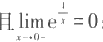 且 lim e^{1/x} = 0;
x→0-